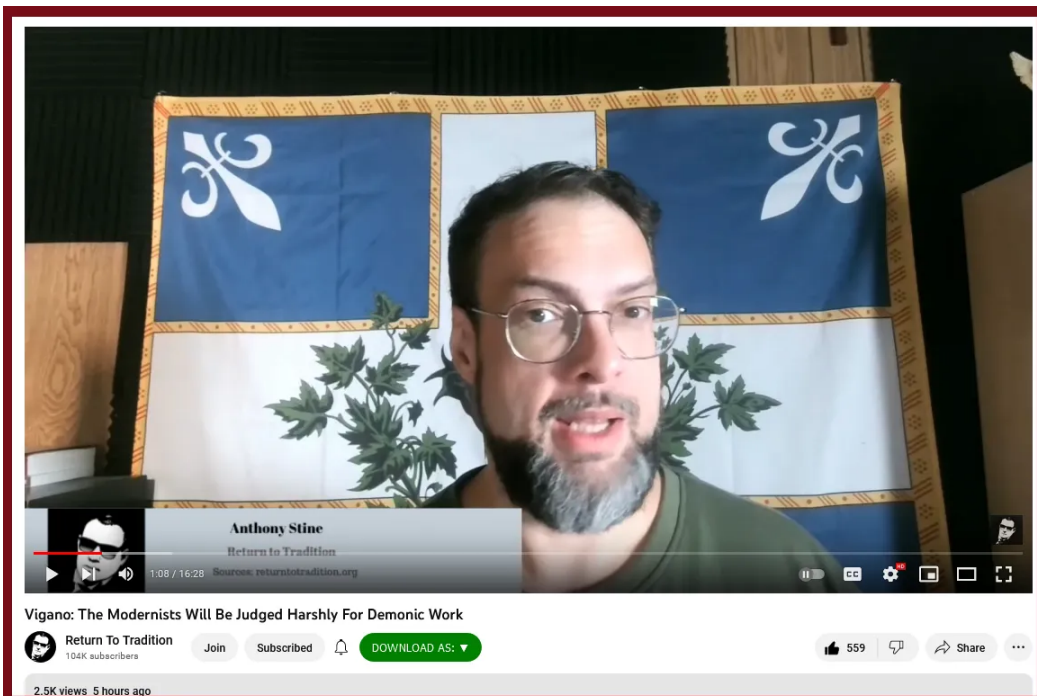 Anthony Stine
Return to Tradition
Sources: returntotradition.org
1:08 / 16:28
CC
HD
Vigano: The Modernists Will Be Judged Harshly For Demonic Work
Return To Tradition
104K subscribers
Join
Subscribed
DOWNLOAD AS: ▼
559
Share
2.5K views 5 hours ago